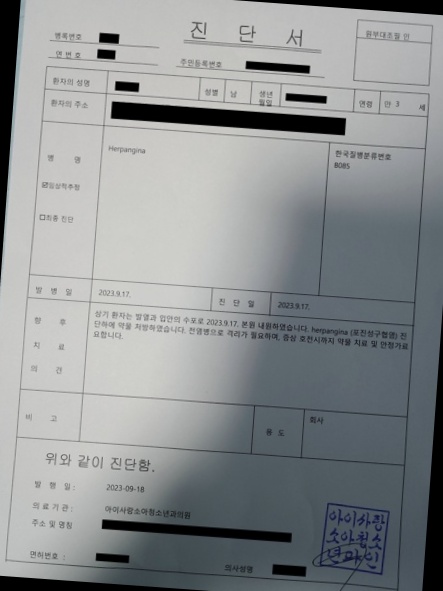 진 단 서
원부대조필 인
병록번호
연 번 호
주민등록번호
환자의 성명 성별 남 생년월일 연령 만 3 세
환자의 주소
병 명
☑임상적추정
☐최종 진단
Herpangina
한국질병분류번호
B085
발 병 일 2023.9.17. 진 단 일 2023.9.17.
향 후
치 료
의 견
상기 환자는 발열과 입안의 수포로 2023.9.17. 본원 내원하였습니다. herpangina (포진성구협염) 진
단하에 약을 처방하였습니다. 전염병으로 격리가 필요하며, 증상 호전시까지 약물 치료 및 안정가료
요합니다.
비 고 용 도 회사
위와 같이 진단함.
발 행 일 : 2023-09-18
의 료 기 관 : 아이사랑소아청소년과의원
주소 및 명칭
면허번호 : 의사성명
아이사랑
소아청소
년과의인